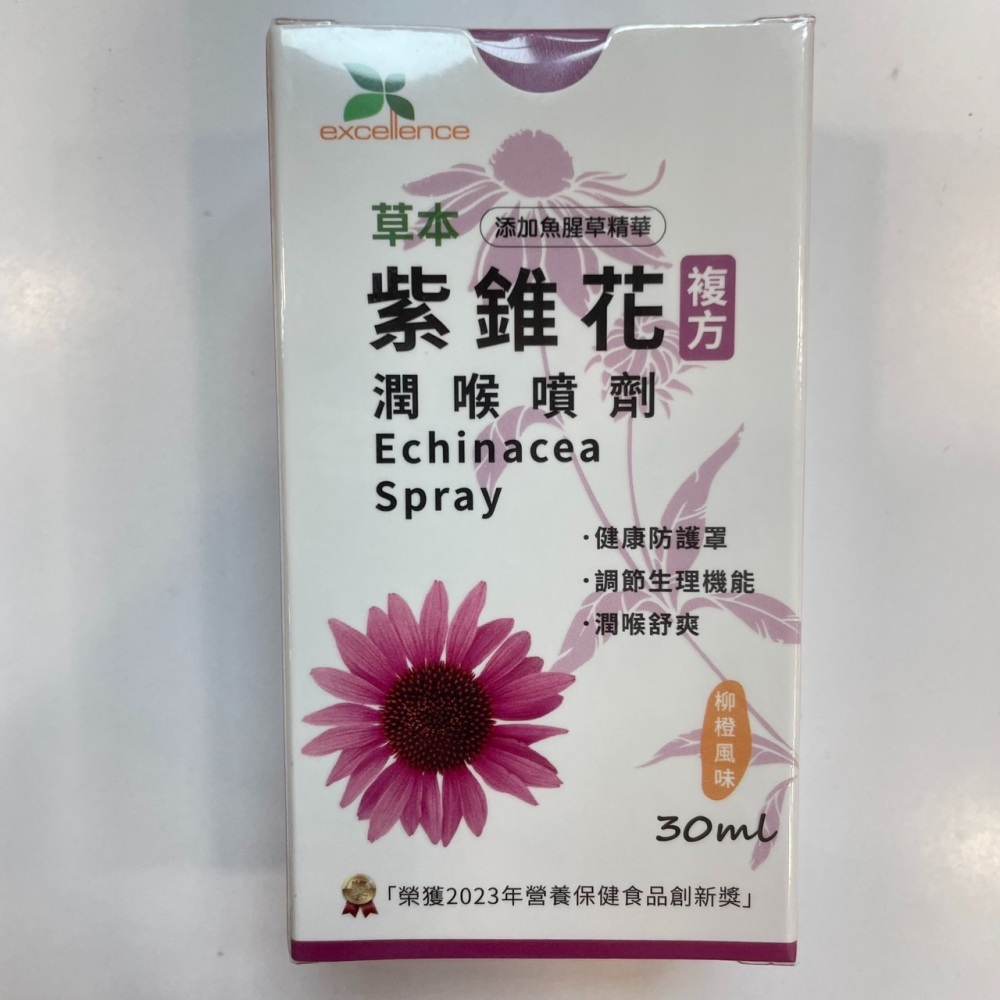 excellence
草本 添加魚腥草精華
紫錐花 複方
潤喉噴劑
Echinacea
Spray
·健康防護罩
·調節生理機能
·潤喉舒爽
柳橙風味
30ml
「榮獲2023年營養保健食品創新獎」